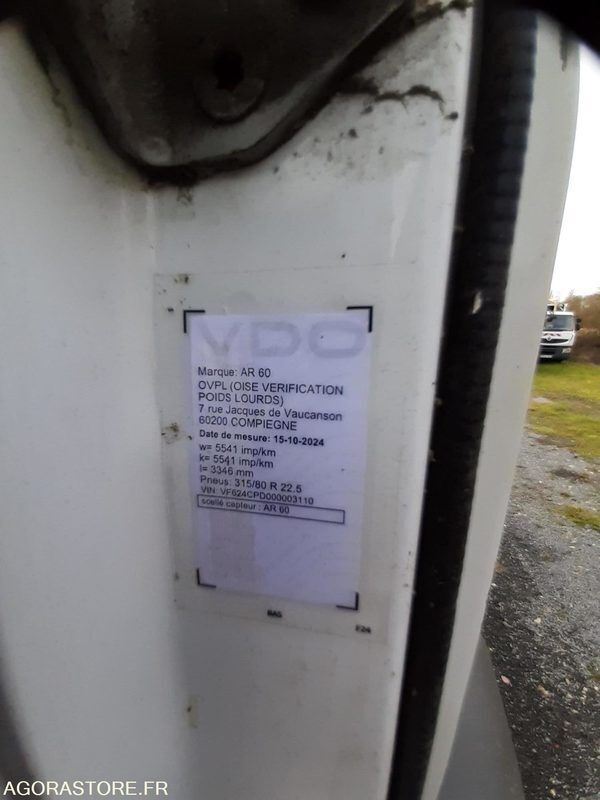 VDO
Marque: AR 60
OVPL (OISE VERIFICATION
POIDS LOURDS)
7 rue Jacques de Vaucanson
60200 COMPIEGNE
Date de mesure: 15-10-2024
w= 5541 imp/km
k= 5541 imp/km
l= 3346 mm
Pneus: 315/80 R 22.5
VIN: VF624CPD000003110
scellé capteur : AR 60
BAS
F24
AGORASTORE.FR